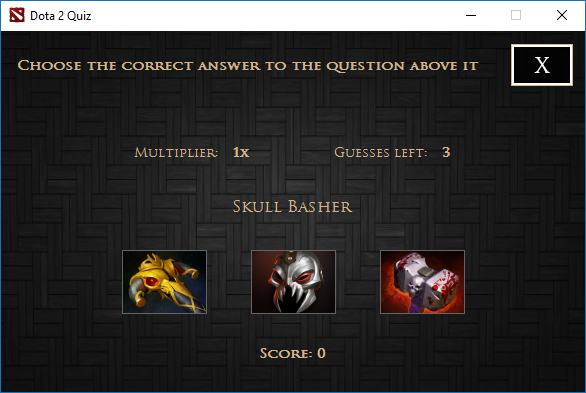 Dota 2 Quiz
Choose the correct answer to the question above it
X
Multiplier: 1x
Guesses left: 3
Skull Basher
Score: 0